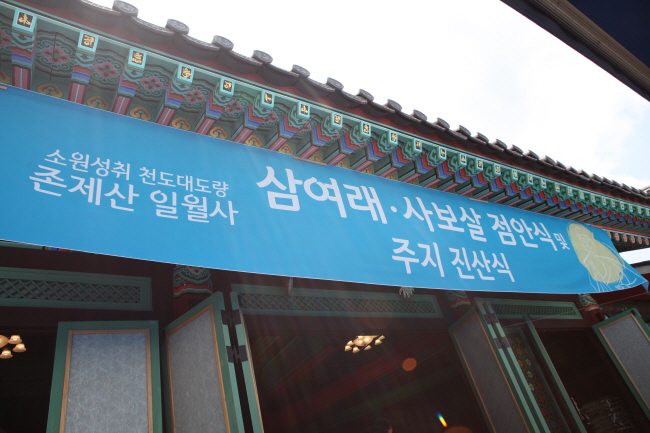 소원성취 천도대도량
존제산 일월사
삼여래·사보살 점안식 및
주지 진산식